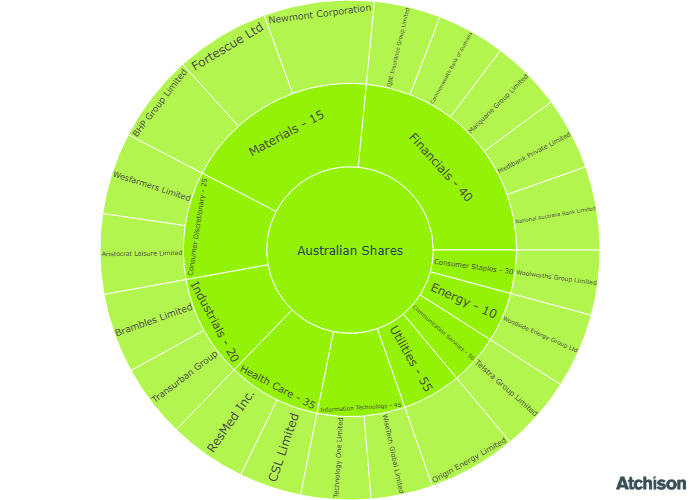 Australian Shares
Financials - 40
Materials - 15
Consumer Discretionary - 25
Industrials - 20
Health Care - 35
Information Technology - 45
Utilities - 55
Communication Services - 50
Energy - 10
Consumer Staples - 30
National Australia Bank Limited
Medibank Private Limited
Macquarie Group Limited
Commonwealth Bank of Australia
QBE Insurance Group Limited
Newmont Corporation
Fortescue Ltd
BHP Group Limited
Wesfarmers Limited
Aristocrat Leisure Limited
Brambles Limited
Transurban Group
ResMed Inc.
CSL Limited
Technology One Limited
WiseTech Global Limited
Origin Energy Limited
Telstra Group Limited
Woodside Energy Group Ltd
Woolworths Group Limited
Atchison